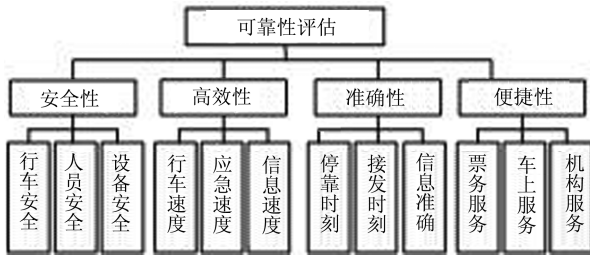 可靠性评估
安全性
高效性
准确性
便捷性
行车安全
人员安全
设备安全
行车速度
应急速度
信息速度
停靠时刻
接发时刻
信息准确
票务服务
车上服务
机构服务